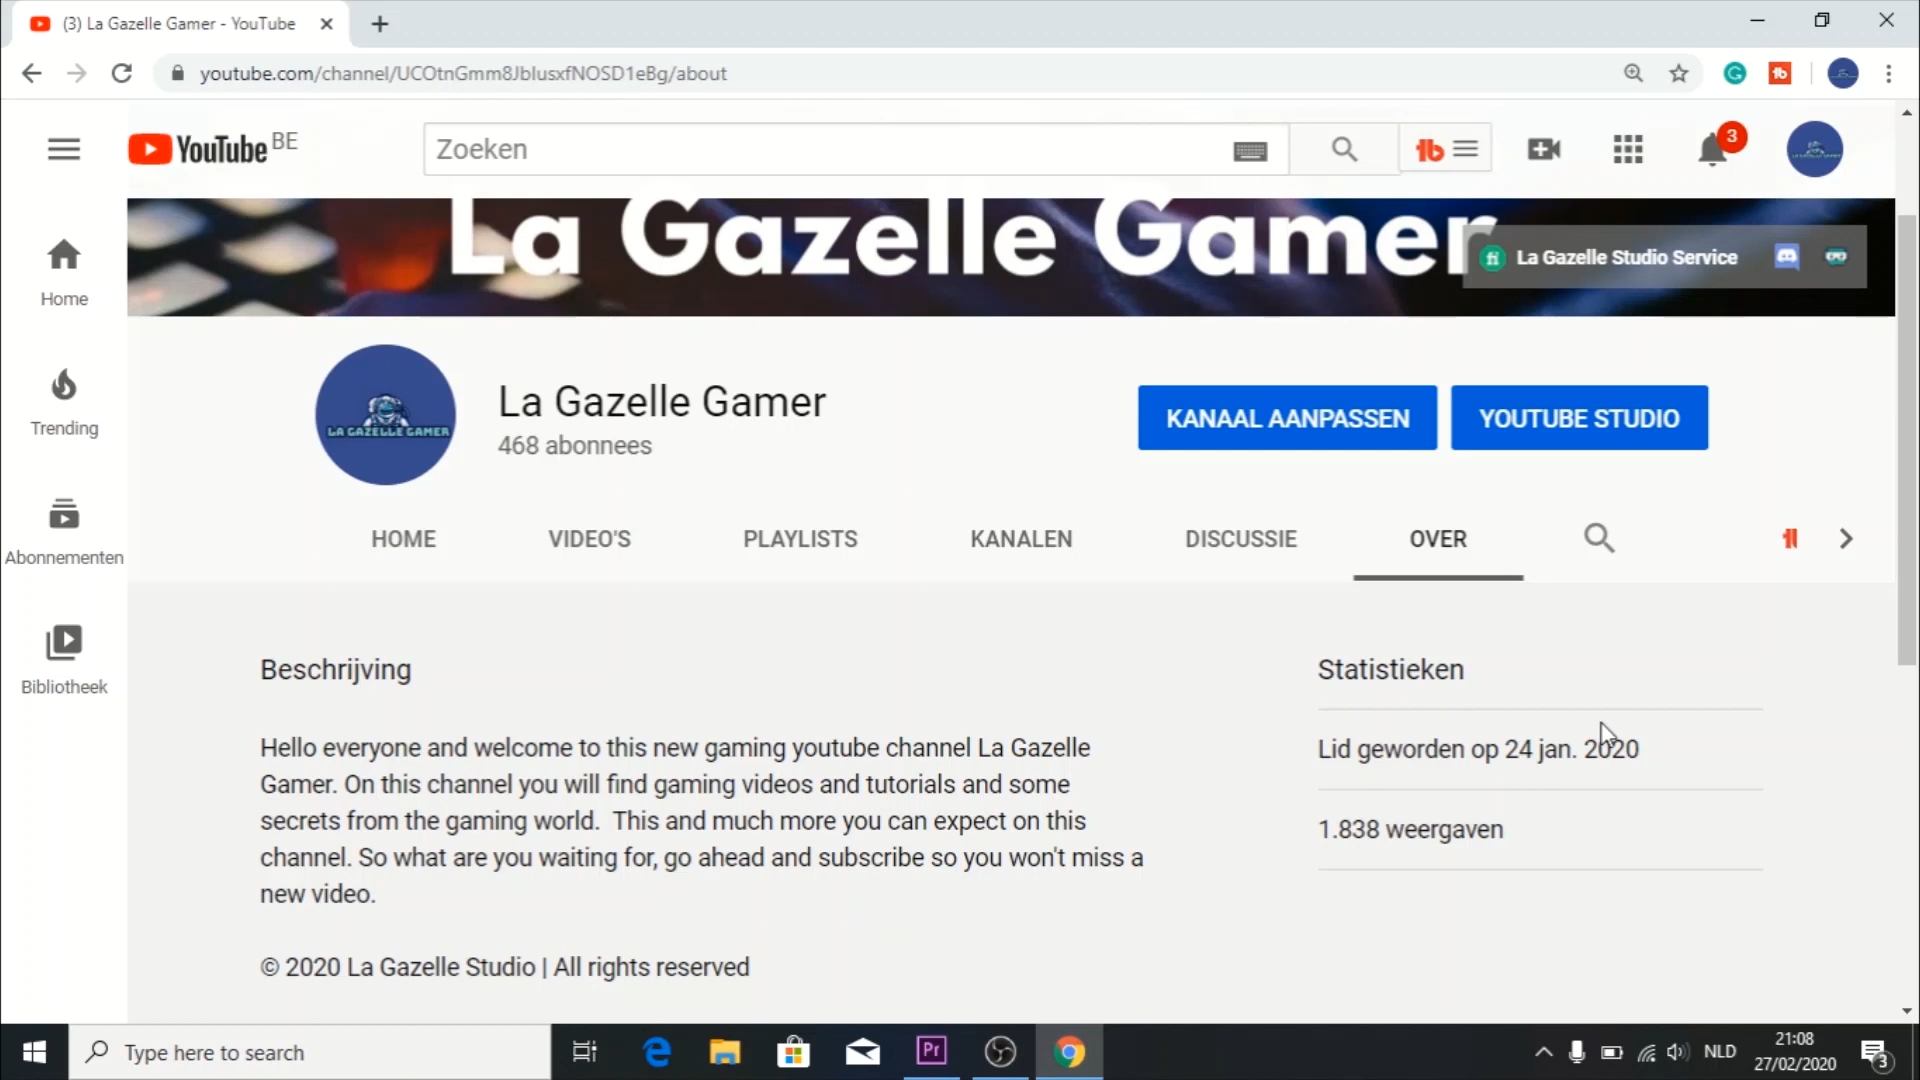 (3) La Gazelle Gamer - YouTube
youtube.com/channel/UCOtnGmm8JbIusxfNOSD1eBg/about
YouTube BE
Zoeken
3
La Gazelle Gamer
La Gazelle Studio Service
Home
Trending
Abonnementen
Bibliotheek
LA GAZELLE GAMER
La Gazelle Gamer
468 abonnees
KANAAL AANPASSEN
YOUTUBE STUDIO
HOME
VIDEO'S
PLAYLISTS
KANALEN
DISCUSSIE
OVER
Beschrijving
Hello everyone and welcome to this new gaming youtube channel La Gazelle
Gamer. On this channel you will find gaming videos and tutorials and some
secrets from the gaming world.  This and much more you can expect on this
channel. So what are you waiting for, go ahead and subscribe so you won't miss a
new video.
© 2020 La Gazelle Studio | All rights reserved
Statistieken
Lid geworden op 24 jan. 2020
1.838 weergaven
Type here to search
Pr
NLD
21:08
27/02/2020
3